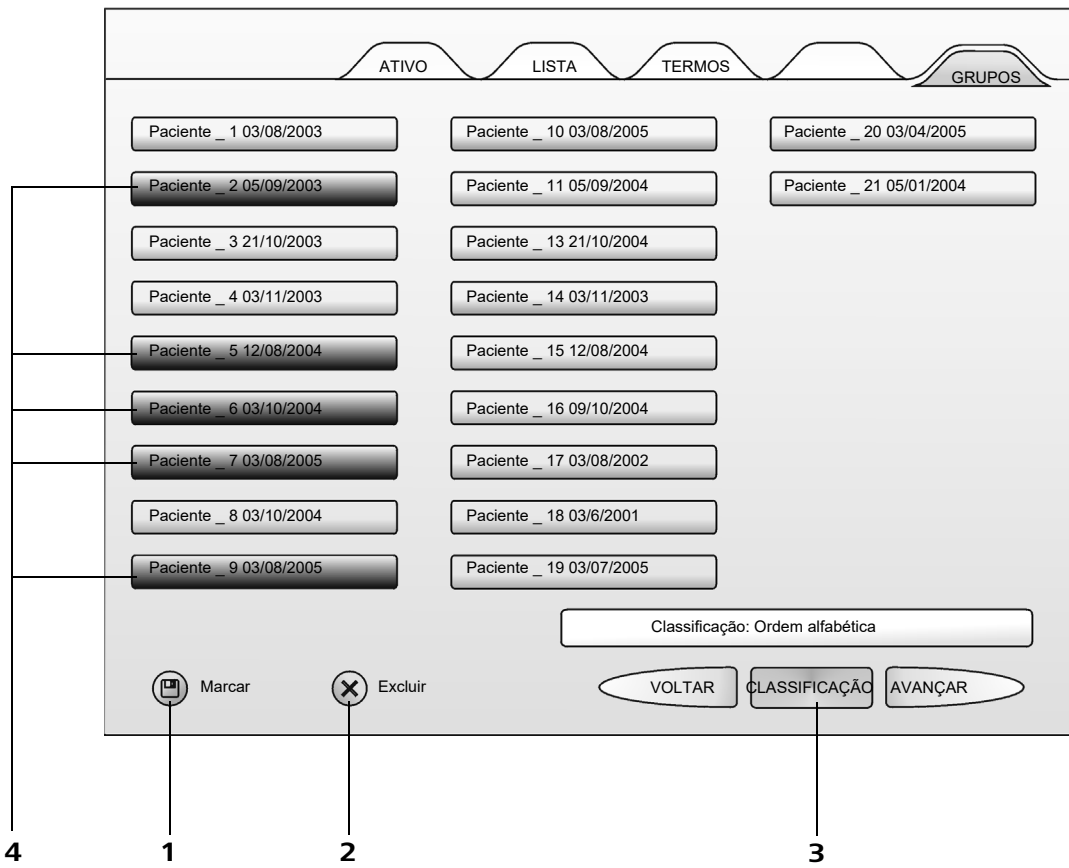 ATIVO
LISTA
TERMOS
GRUPOS
Paciente _ 1 03/08/2003
Paciente _ 2 05/09/2003
Paciente _ 3 21/10/2003
Paciente _ 4 03/11/2003
Paciente _ 5 12/08/2004
Paciente _ 6 03/10/2004
Paciente _ 7 03/08/2005
Paciente _ 8 03/10/2004
Paciente _ 9 03/08/2005
Paciente _ 10 03/08/2005
Paciente _ 11 05/09/2004
Paciente _ 13 21/10/2004
Paciente _ 14 03/11/2003
Paciente _ 15 12/08/2004
Paciente _ 16 09/10/2004
Paciente _ 17 03/08/2002
Paciente _ 18 03/6/2001
Paciente _ 19 03/07/2005
Paciente _ 20 03/04/2005
Paciente _ 21 05/01/2004
Classificação: Ordem alfabética
Marcar
Excluir
VOLTAR
CLASSIFICAÇÃO
AVANÇAR
4
1
2
3